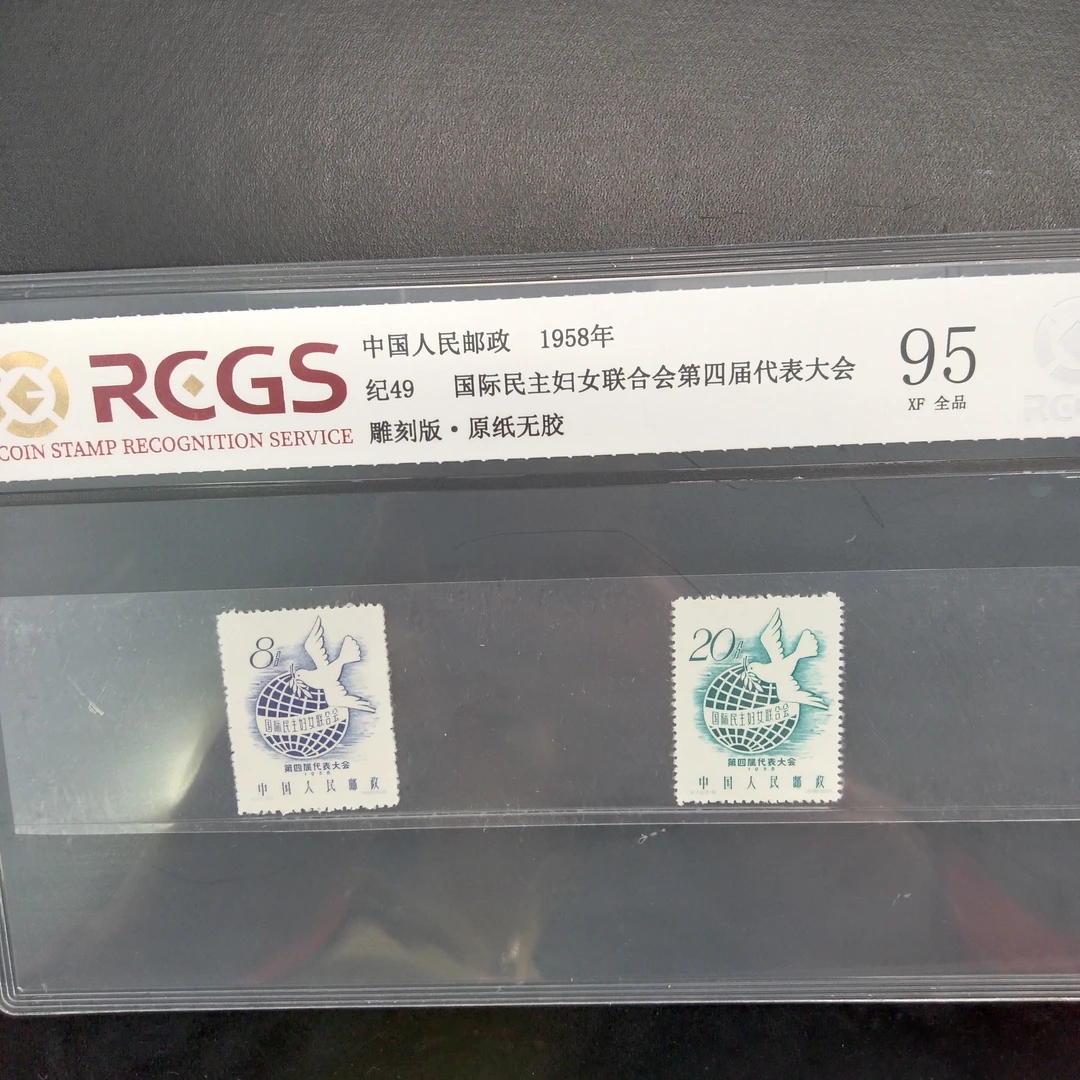 RCGS
COIN STAMP RECOGNITION SERVICE
中国人民邮政 1958年
纪49 国际民主妇女联合会第四届代表大会
雕刻版·原纸无胶
95
XF 全品
8分
国际民主妇女联合会
第四届代表大会
1958
中国人民邮政
20分
国际民主妇女联合会
第四届代表大会
1958
中国人民邮政